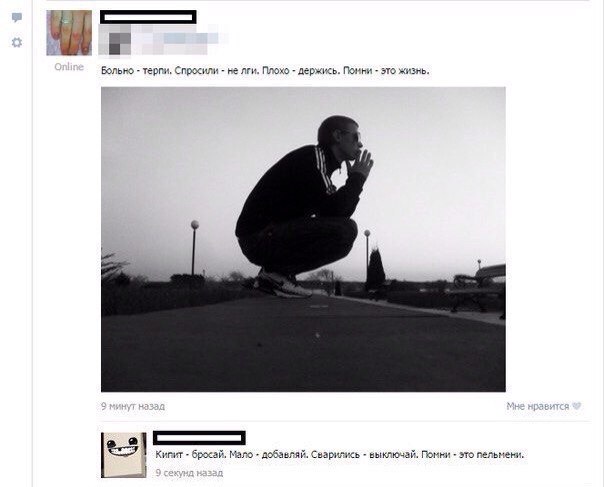 Online
Больно - терпи. Спросили - не лги. Плохо - держись. Помни - это жизнь.
9 минут назад
Мне нравится
Кипит - бросай. Мало - добавляй. Сварились - выключай. Помни - это пельмени.
9 секунд назад